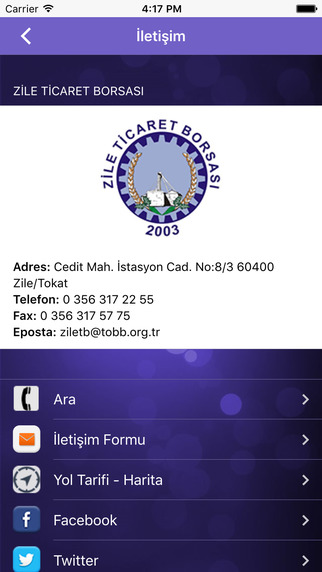 Carrier 4:17 PM
İletişim
ZİLE TİCARET BORSASI
ZİLE TİCARET BORSASI
2003
Adres: Cedit Mah. İstasyon Cad. No:8/3 60400
Zile/Tokat
Telefon: 0 356 317 22 55
Fax: 0 356 317 57 75
Eposta: ziletb@tobb.org.tr
Ara
İletişim Formu
Yol Tarifi - Harita
Facebook
Twitter